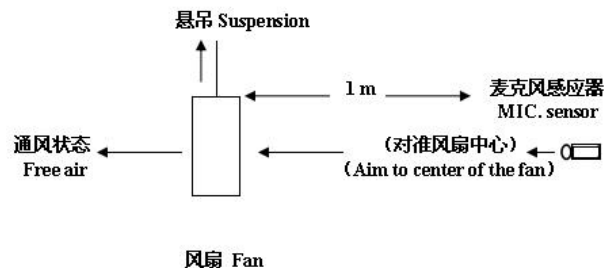 悬吊 Suspension
1 m
麦克风感应器
MIC. sensor
通风状态
Free air
(对准风扇中心)
(Aim to center of the fan)
风扇 Fan